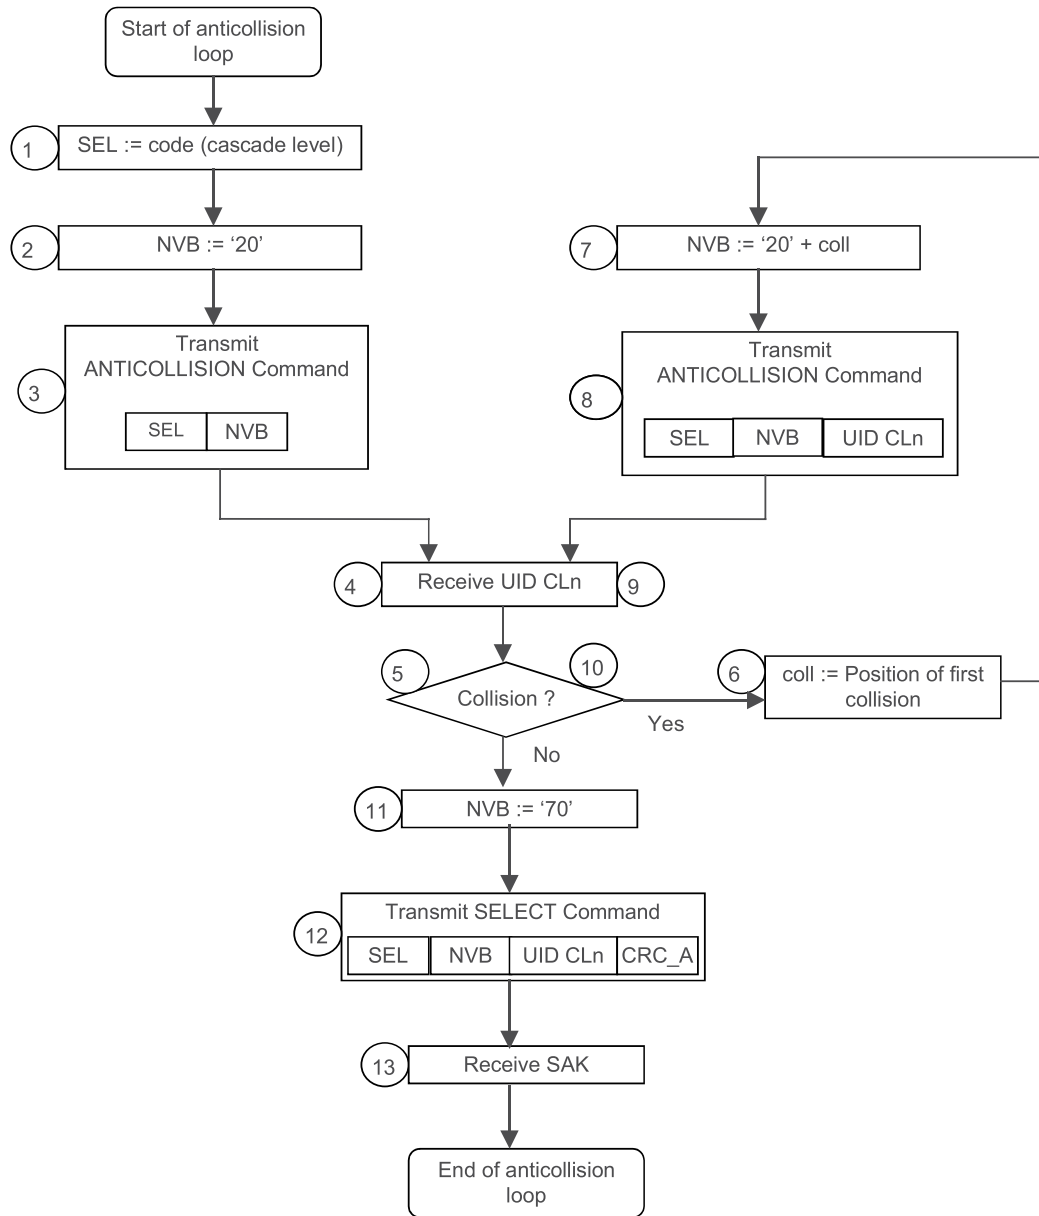 Start of anticollision
loop
1
SEL := code (cascade level)
2
NVB := ‘20’
7
NVB := ‘20’ + coll
3
Transmit
ANTICOLLISION Command
SEL NVB
8
Transmit
ANTICOLLISION Command
SEL NVB UID CLn
4
Receive UID CLn
9
5
Collision ?
10
Yes
No
6
coll := Position of first
collision
11
NVB := ‘70’
12
Transmit SELECT Command
SEL NVB UID CLn CRC_A
13
Receive SAK
End of anticollision
loop